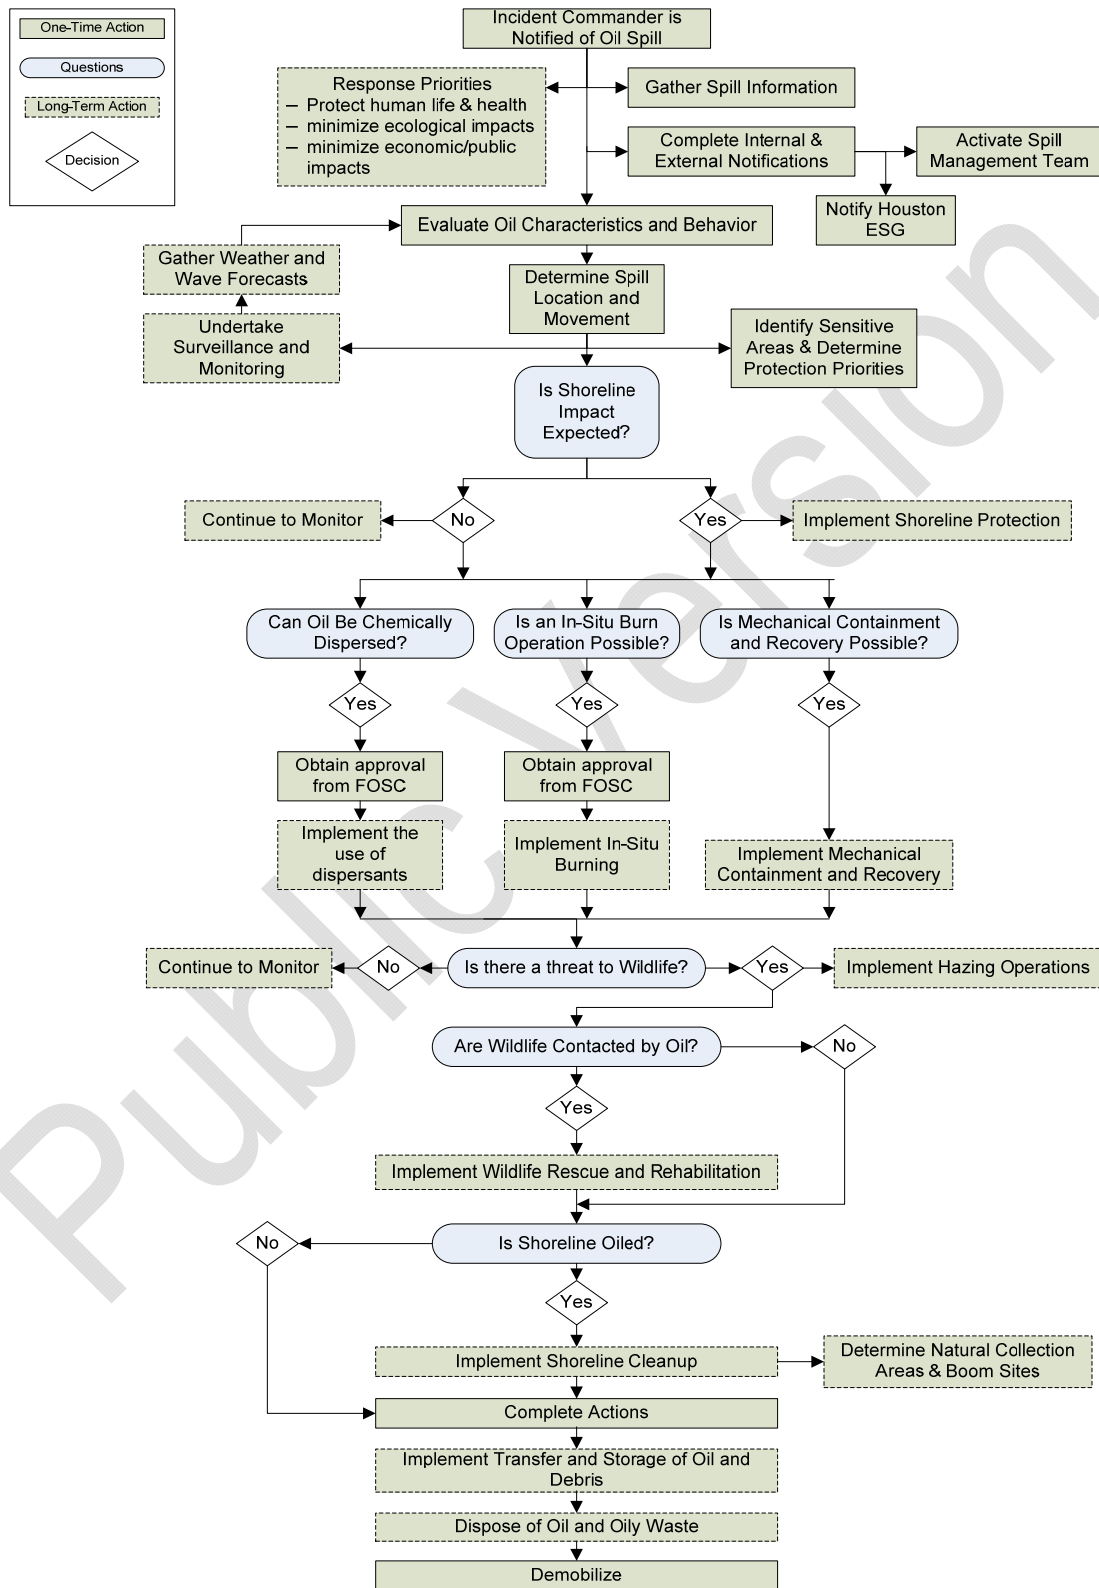 One-Time Action
Questions
Long-Term Action
Decision
Incident Commander is
Notified of Oil Spill
Response Priorities
– Protect human life & health
– minimize ecological impacts
– minimize economic/public
impacts
Gather Spill Information
Complete Internal &
External Notifications
Activate Spill
Management Team
Notify Houston
ESG
Evaluate Oil Characteristics and Behavior
Gather Weather and
Wave Forecasts
Determine Spill
Location and
Movement
Undertake
Surveillance and
Monitoring
Identify Sensitive
Areas & Determine
Protection Priorities
Is Shoreline
Impact
Expected?
Continue to Monitor
No
Yes
Implement Shoreline Protection
Can Oil Be Chemically
Dispersed?
Is an In-Situ Burn
Operation Possible?
Is Mechanical Containment
and Recovery Possible?
Yes
Yes
Yes
Obtain approval
from FOSC
Obtain approval
from FOSC
Implement the
use of
dispersants
Implement In-Situ
Burning
Implement Mechanical
Containment and Recovery
Continue to Monitor
No
Is there a threat to Wildlife?
Yes
Implement Hazing Operations
Are Wildlife Contacted by Oil?
No
Yes
Implement Wildlife Rescue and Rehabilitation
No
Is Shoreline Oiled?
Yes
Implement Shoreline Cleanup
Determine Natural Collection
Areas & Boom Sites
Complete Actions
Implement Transfer and Storage of Oil and
Debris
Dispose of Oil and Oily Waste
Demobilize
Public Version